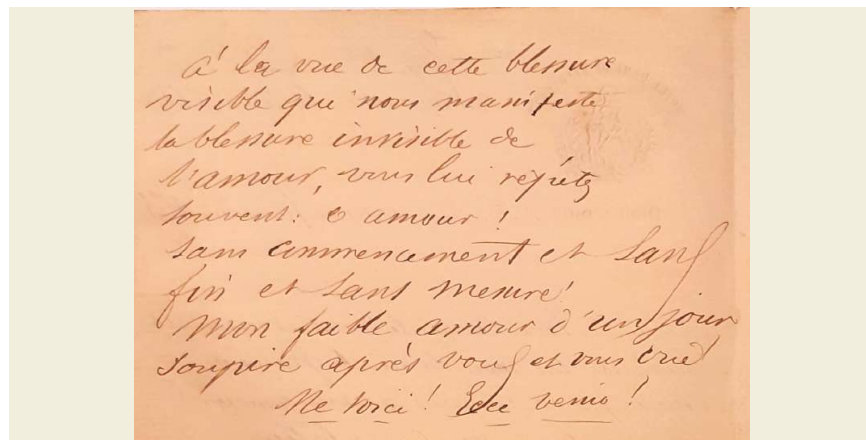 à la vue de cette blessure
visible que nous manifeste
la blessure invisible de
l'amour, vous lui répétez
souvent: o amour !
sans commencement et sans
fin et sans mesure!
Mon faible amour d'un jour
soupire après vous et vous crie!
Me voici ! Ecce venio !